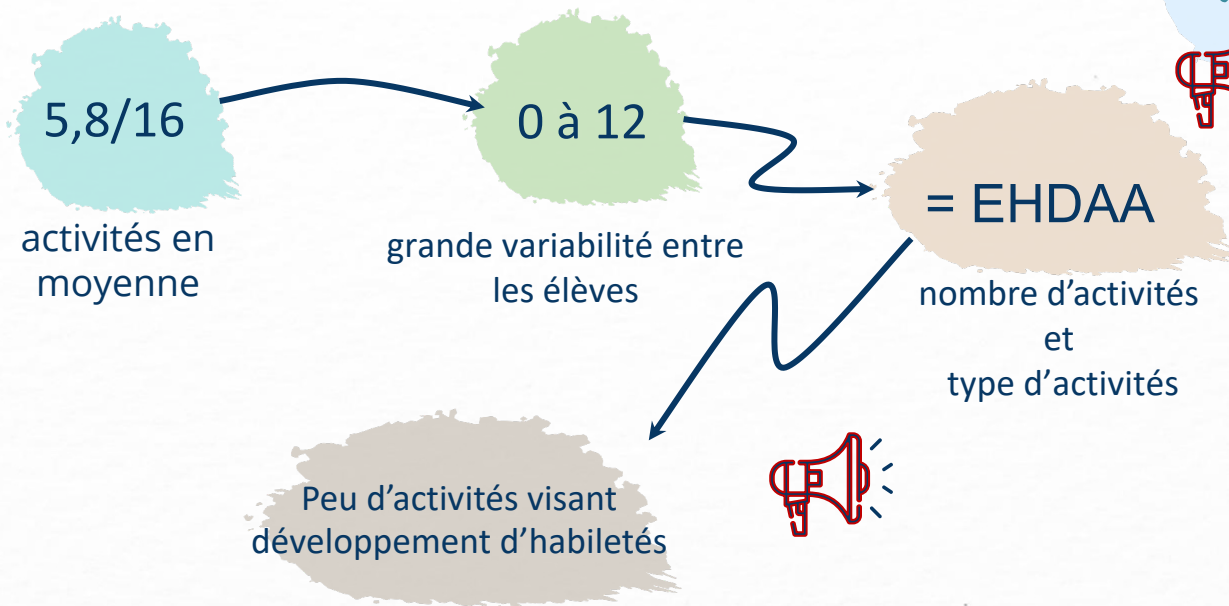 5,8/16
activités en
moyenne
0 à 12
grande variabilité entre
les élèves
= EHDAA
nombre d’activités
et
type d’activités
Peu d’activités visant
développement d’habiletés